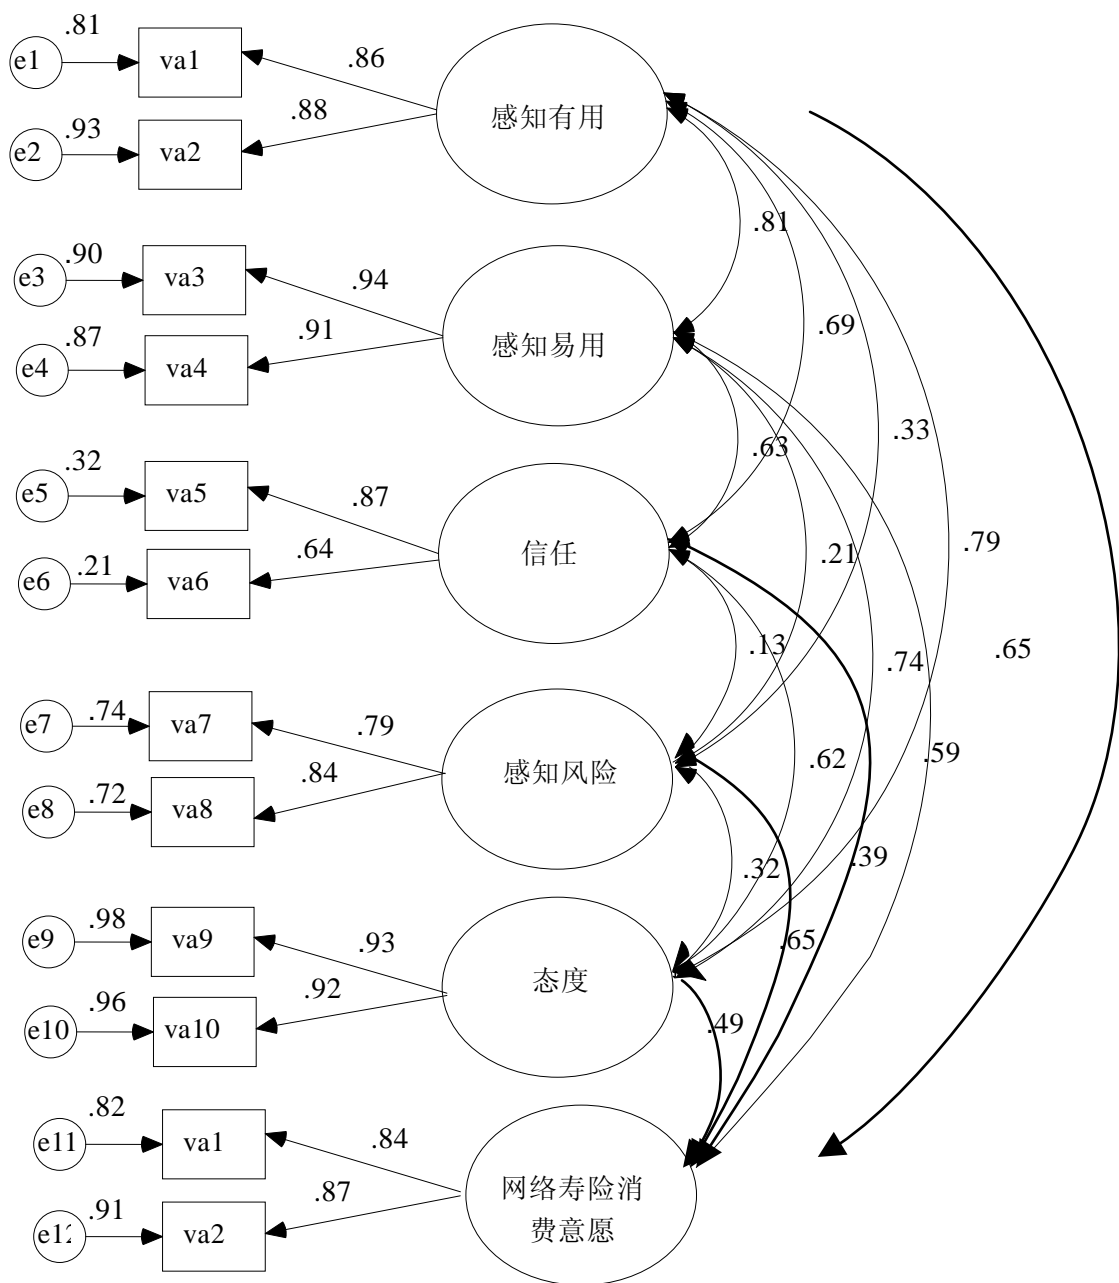 .81
e1
va1
.86
感知有用
.93
e2
va2
.88
.81
.90
e3
va3
.94
.69
.87
e4
va4
.91
感知易用
.33
.63
.32
e5
va5
.87
.79
.21
e6
va6
.64
信任
.21
.13
.74
.65
.74
e7
va7
.79
.62
.59
.72
e8
va8
.84
感知风险
.32
.39
.98
e9
va9
.93
.65
.96
e10
va10
.92
态度
.49
.82
e11
va1
.84
.91
va2
.87
网络寿险消
费意愿